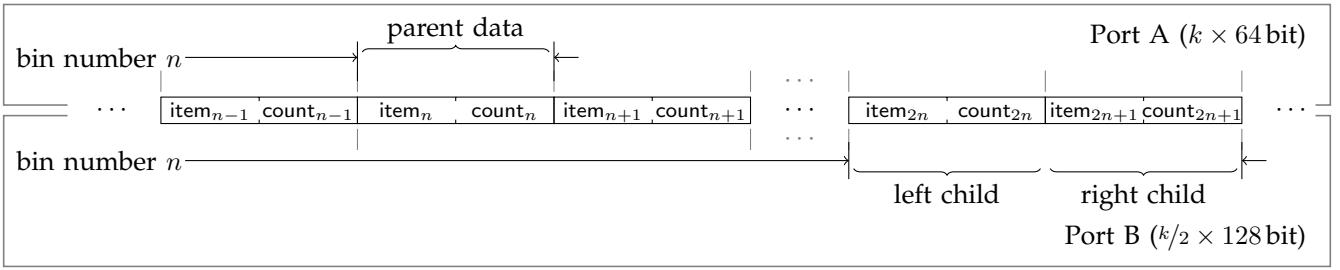 parent data
Port A (k × 64 bit)
bin number n
· · ·
· · · item_{n−1} count_{n−1} item_n count_n item_{n+1} count_{n+1} · · · item_{2n} count_{2n} item_{2n+1} count_{2n+1} · · ·
· · ·
bin number n
left child right child
Port B (k/2 × 128 bit)